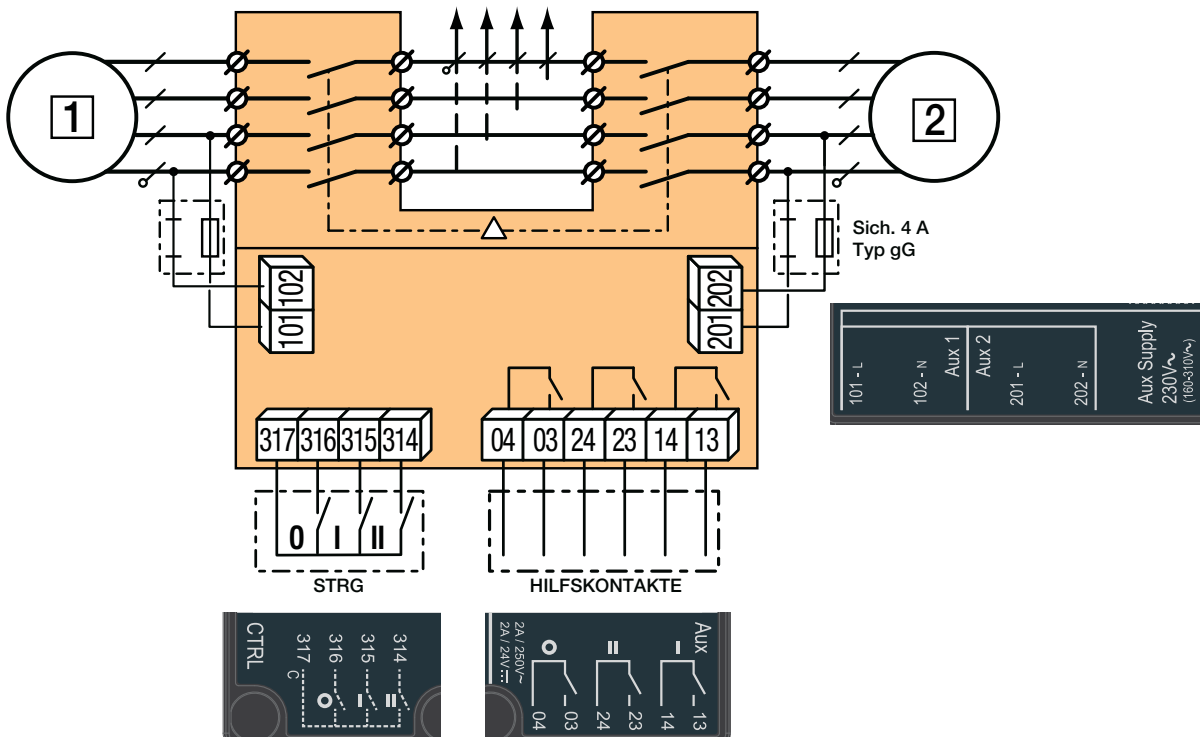 1
2
Sich. 4 A
Typ gG
102
101
202
201
317 316 315 314
04 03 24 23 14 13
O I II
STRG
HILFSKONTAKTE
101 - L
102 - N
Aux 1
Aux 2
201 - L
202 - N
Aux Supply
230V~
(160-310V~)
CTRL
317
316
315
314
C
O
I
II
2A / 250V~
2A / 24V⎓
Aux
O
II
I
04
03
24
23
14
13